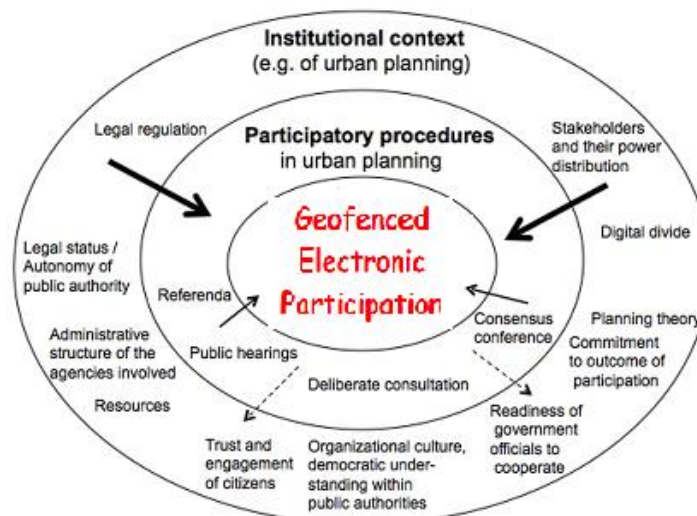 Institutional context
(e.g. of urban planning)
Legal regulation
Participatory procedures
in urban planning
Stakeholders
and their power
distribution
Geofenced
Electronic
Participation
Digital divide
Legal status /
Autonomy of
public authority
Referenda
Planning theory
Consensus
conference
Commitment
to outcome of
participation
Administrative
structure of the
agencies involved
Public hearings
Deliberate consultation
Resources
Readiness of
government
officials to
cooperate
Trust and
engagement
of citizens
Organizational culture,
democratic under-
standing within
public authorities